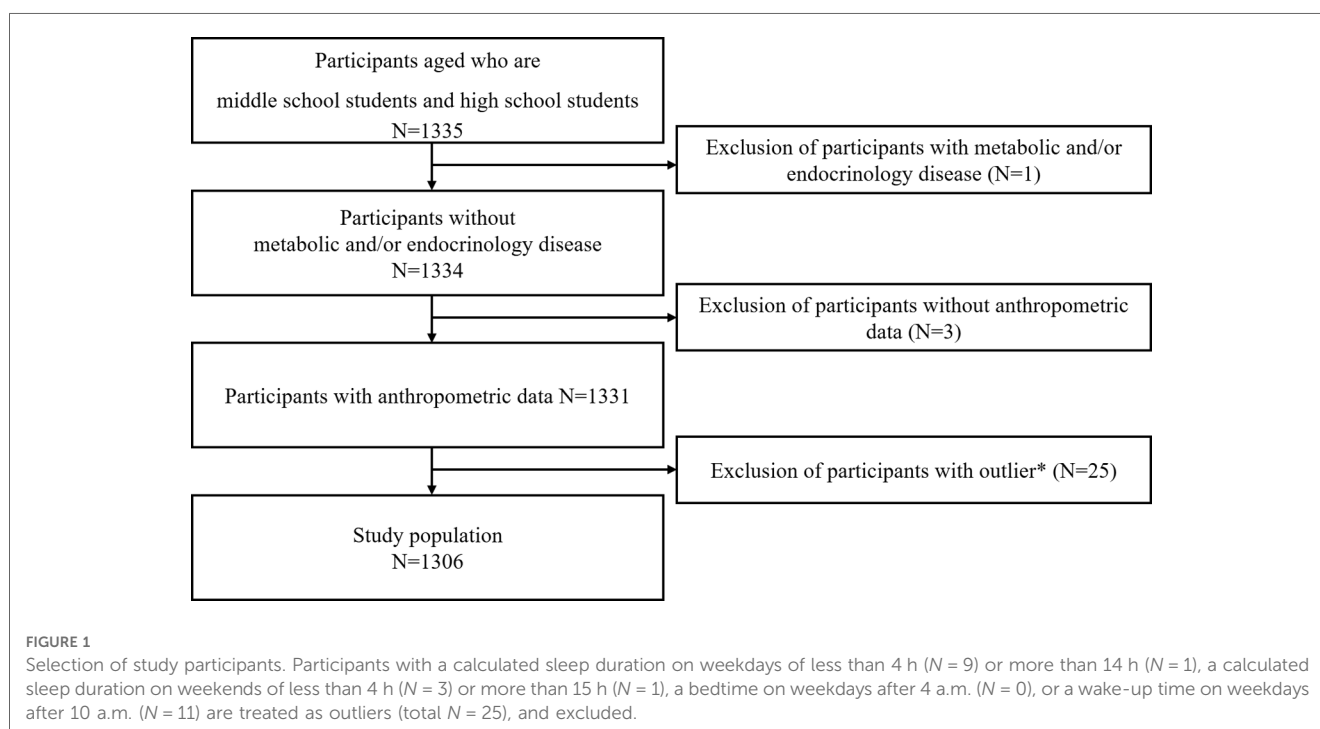 Participants aged who are
middle school students and high school students
N=1335
Exclusion of participants with metabolic and/or
endocrinology disease (N=1)
Participants without
metabolic and/or endocrinology disease
N=1334
Exclusion of participants without anthropometric
data (N=3)
Participants with anthropometric data N=1331
Exclusion of participants with outlier* (N=25)
Study population
N=1306
FIGURE 1
Selection of study participants. Participants with a calculated sleep duration on weekdays of less than 4 h (N = 9) or more than 14 h (N = 1), a calculated
sleep duration on weekends of less than 4 h (N = 3) or more than 15 h (N = 1), a bedtime on weekdays after 4 a.m. (N = 0), or a wake-up time on weekdays
after 10 a.m. (N = 11) are treated as outliers (total N = 25), and excluded.